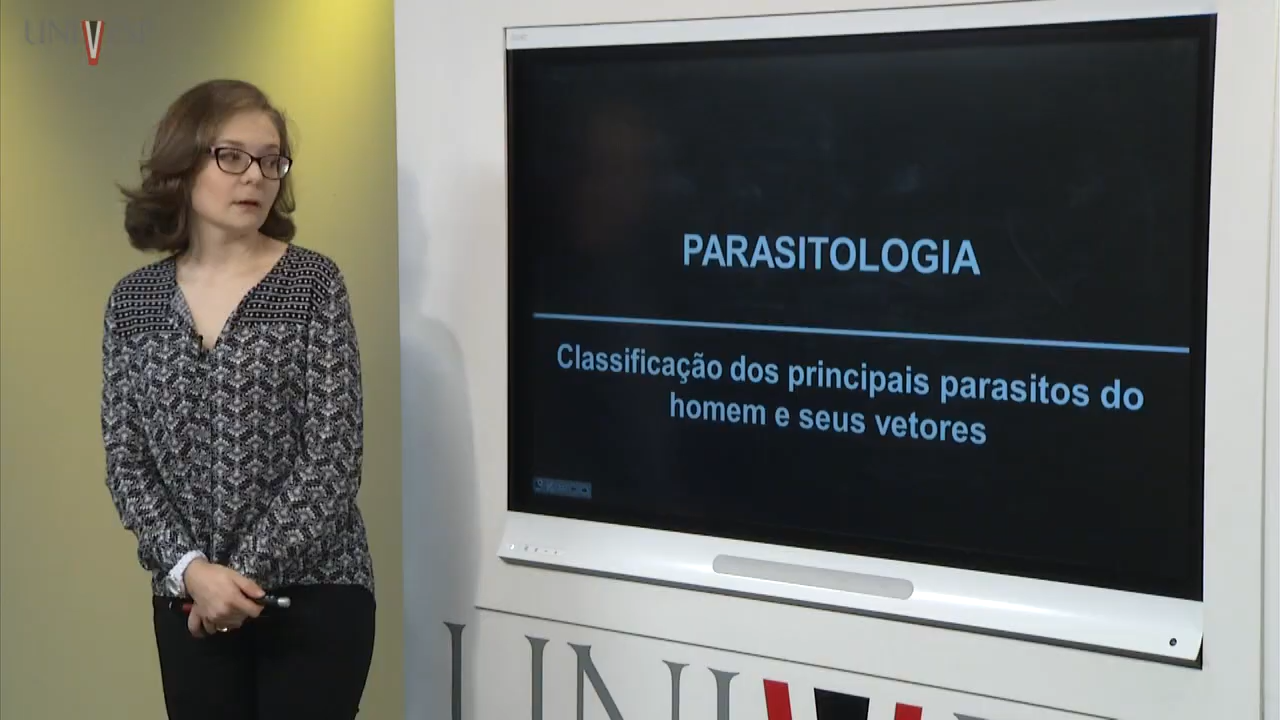 PARASITOLOGIA
Classificação dos principais parasitos do
homem e seus vetores